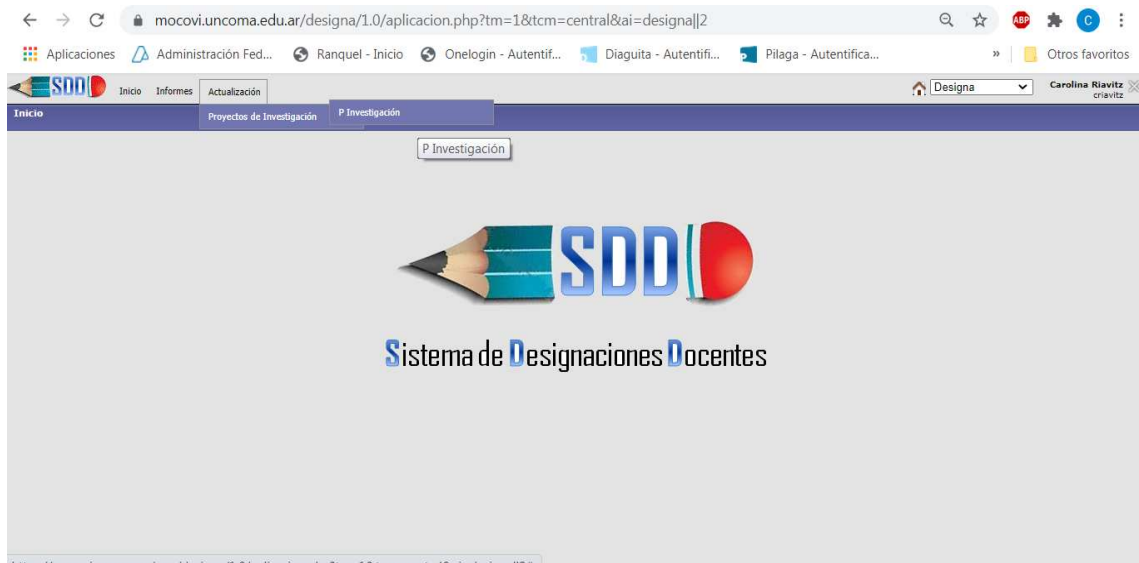 mocovi.uncoma.edu.ar/designa/1.0/aplicacion.php?tm=1&tcm=central&ai=designa||2
ABP
C
Aplicaciones
Administración Fed...
Ranquel - Inicio
Onelogin - Autentif...
Diaguita - Autentifi...
Pilaga - Autentifica...
»
Otros favoritos
SDD
Inicio
Informes
Actualización
Designa
Carolina Riavitz
criavitz
Inicio
Proyectos de Investigación
P Investigación
P Investigación
SDD
Sistema de Designaciones Docentes